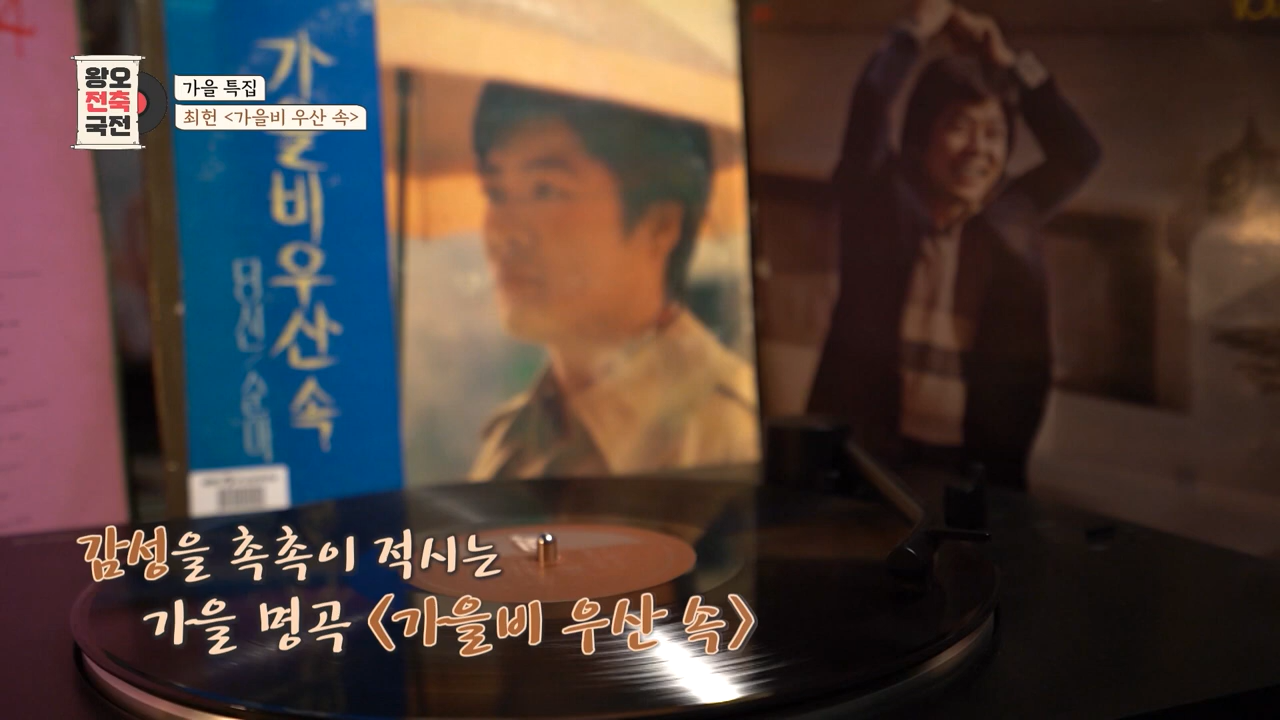 왕오
전축
국전
가을 특집
최헌 <가을비 우산 속>
가을비우산속
감성을 촉촉이 적시는
가을 명곡 <가을비 우산 속>